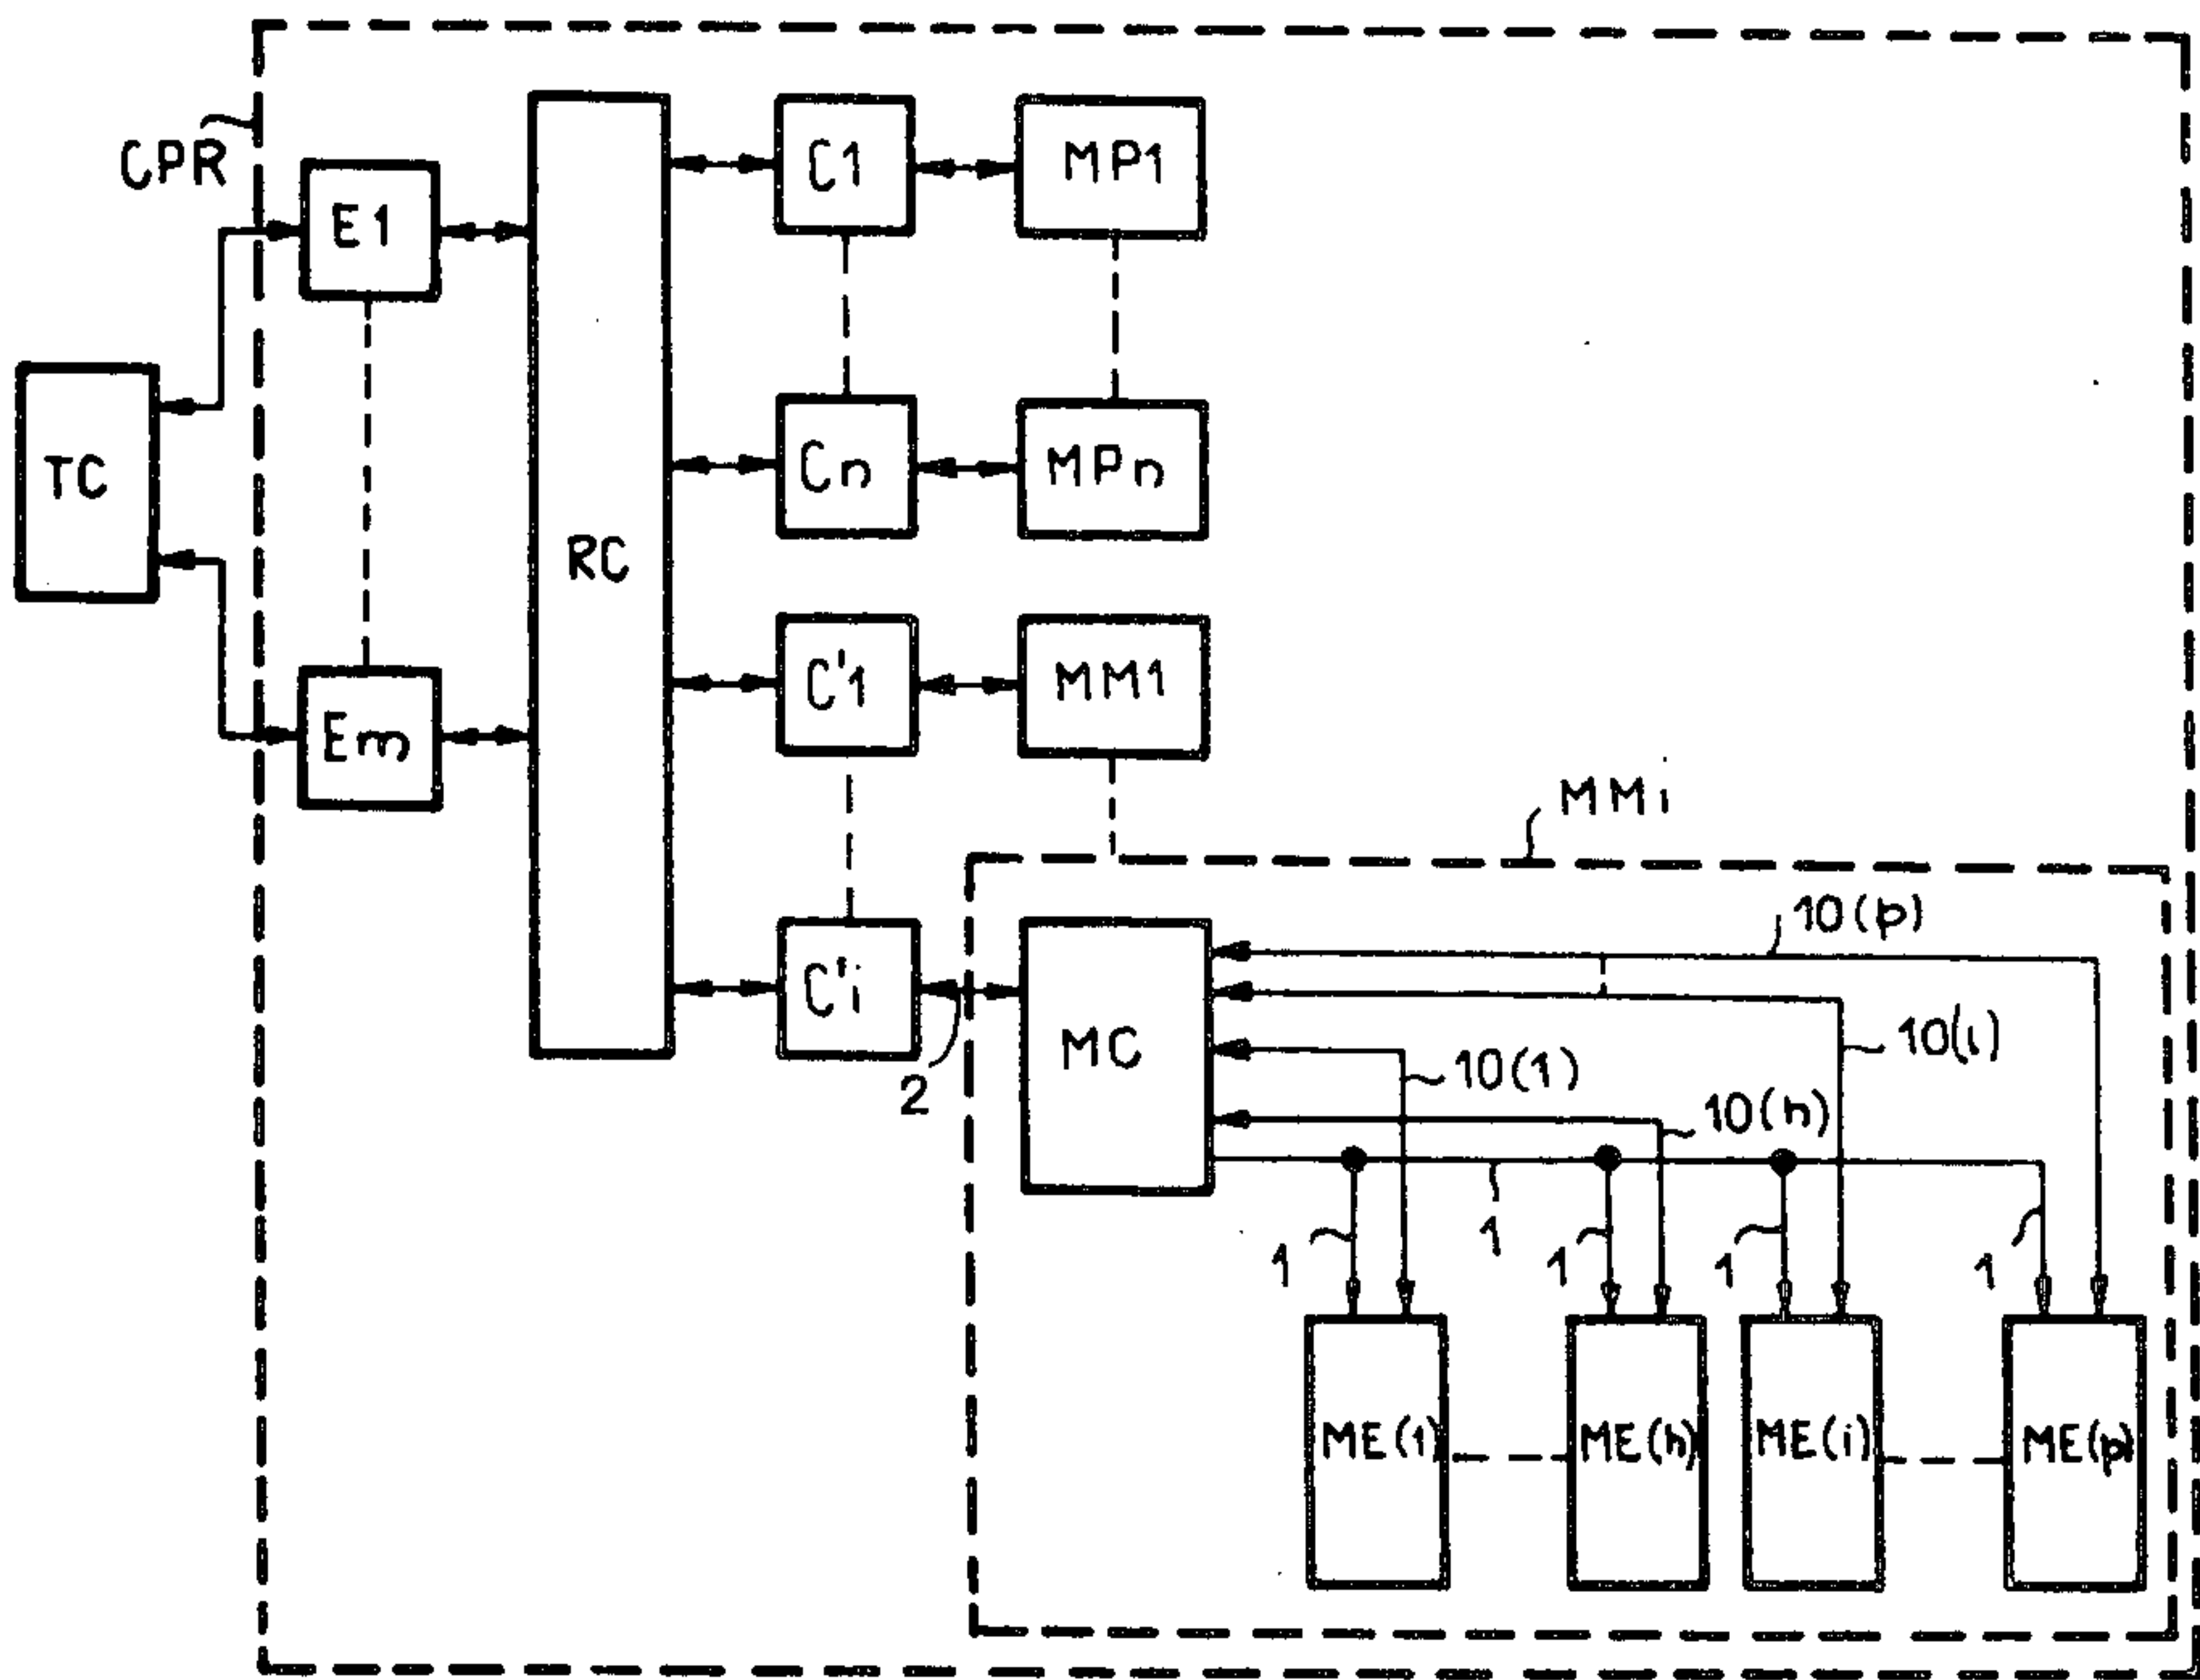 CPR
E1
C1
MP1
TC
Cn
MPn
RC
Em
C'1
MM1
MMi
C'i
2
MC
10(p)
10(i)
10(1)
10(h)
1
1
1
1
1
ME(1)
ME(h)
ME(i)
ME(p)